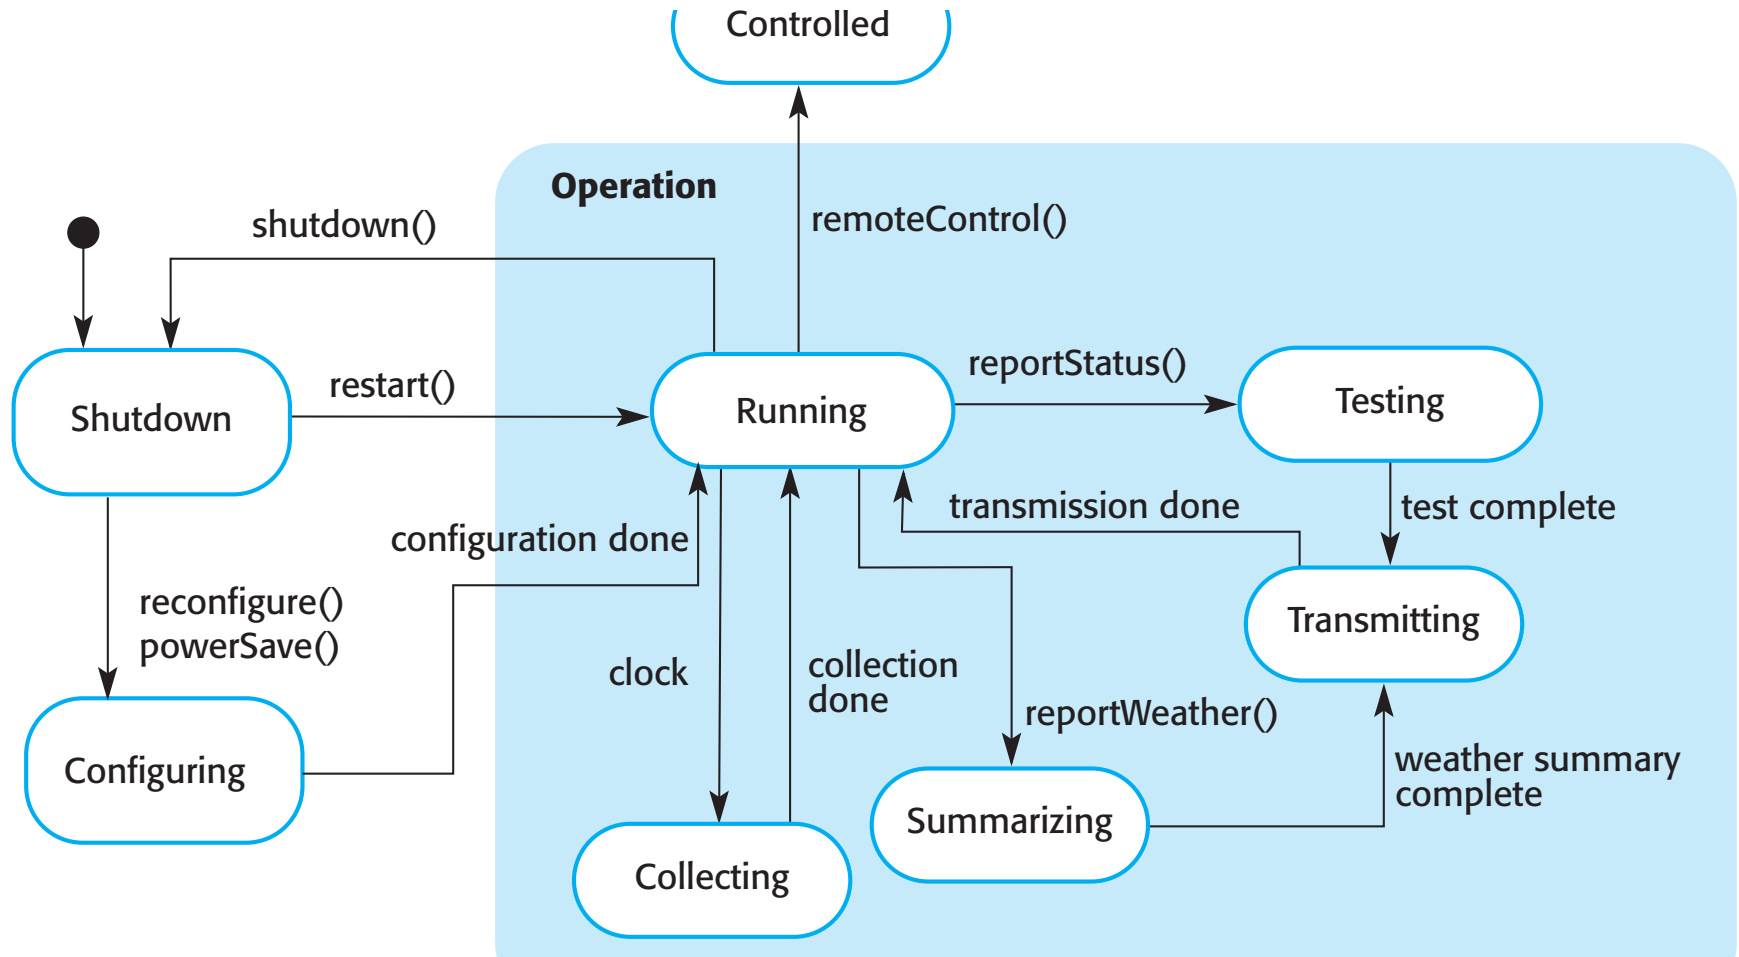 Controlled
Operation
shutdown()
remoteControl()
restart()
reportStatus()
Shutdown
Running
Testing
configuration done
transmission done
test complete
reconfigure()
powerSave()
clock
collection
done
Transmitting
reportWeather()
Configuring
weather summary
complete
Summarizing
Collecting